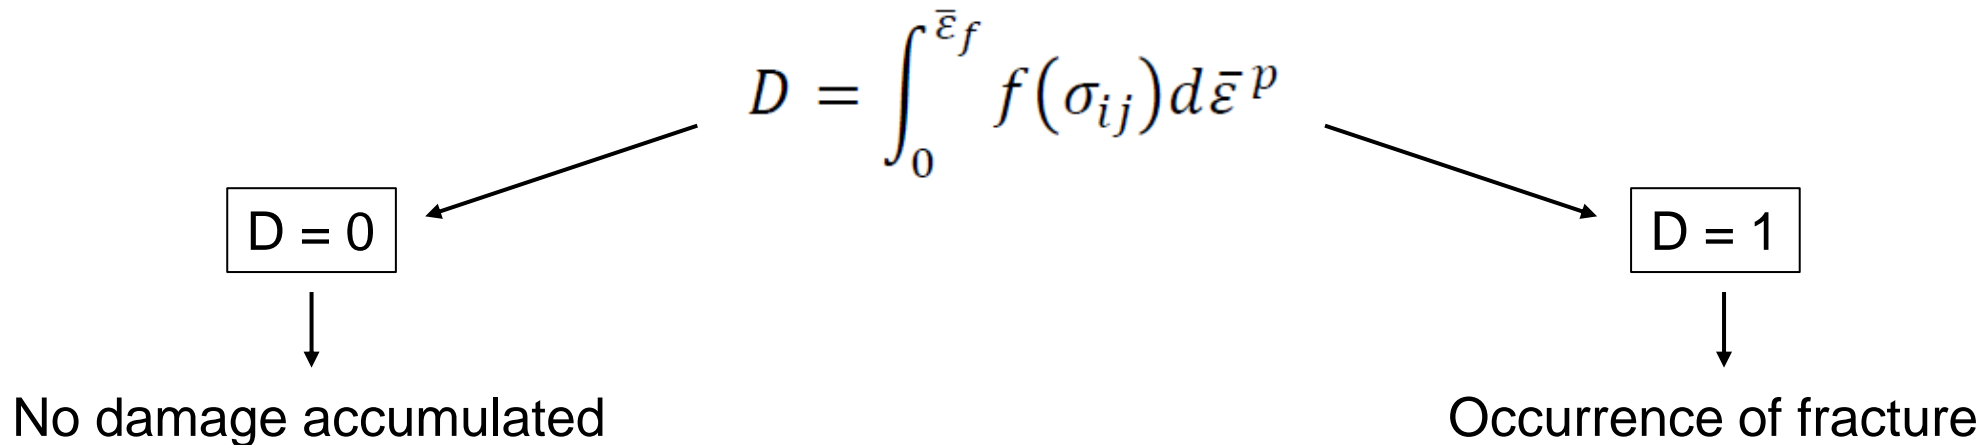 D = ∫₀^ε̄f f(σᵢⱼ)dε̄ ᵖ
D = 0
D = 1
No damage accumulated
Occurrence of fracture